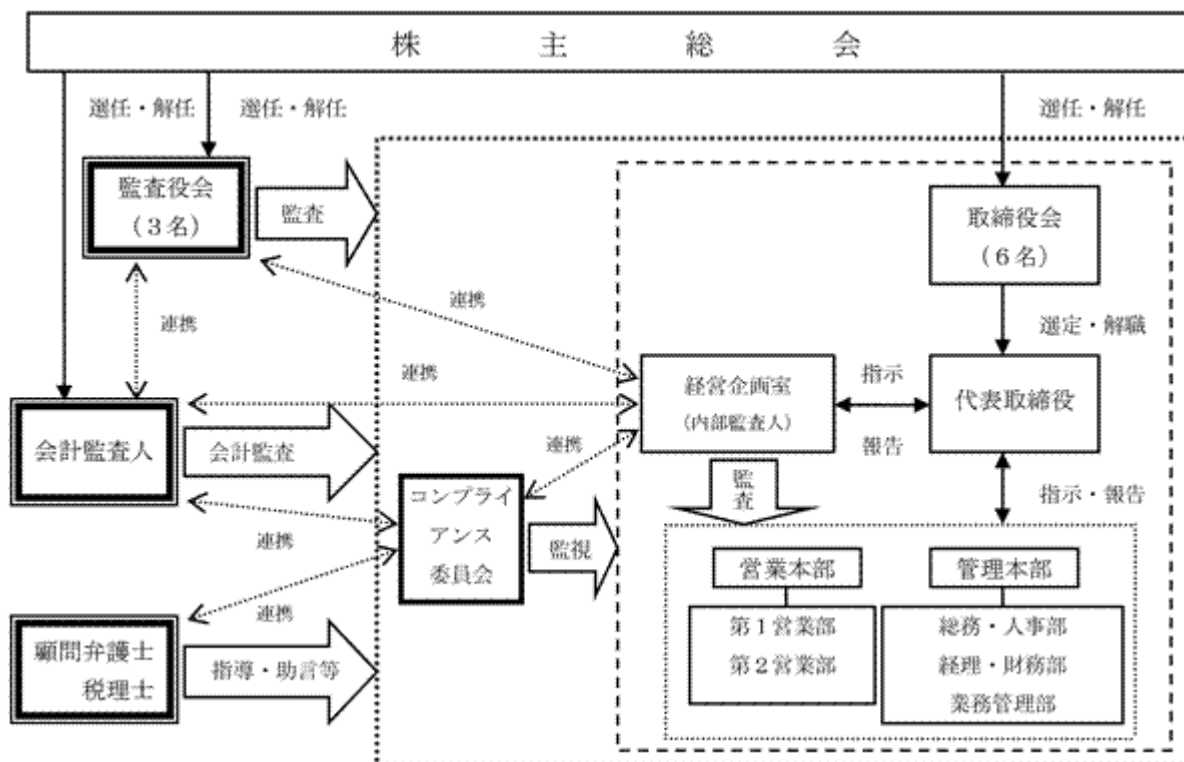 株主総会
選任・解任
選任・解任
選任・解任
監査役会
（3名）
監査
取締役会
（6名）
連携
連携
選定・解職
連携
経営企画室
（内部監査人）
指示
報告
代表取締役
会計監査人
会計監査
連携
監査
指示・報告
コンプライ
アンス
委員会
監視
連携
営業本部
管理本部
連携
第1営業部
第2営業部
総務・人事部
経理・財務部
業務管理部
顧問弁護士
税理士
指導・助言等